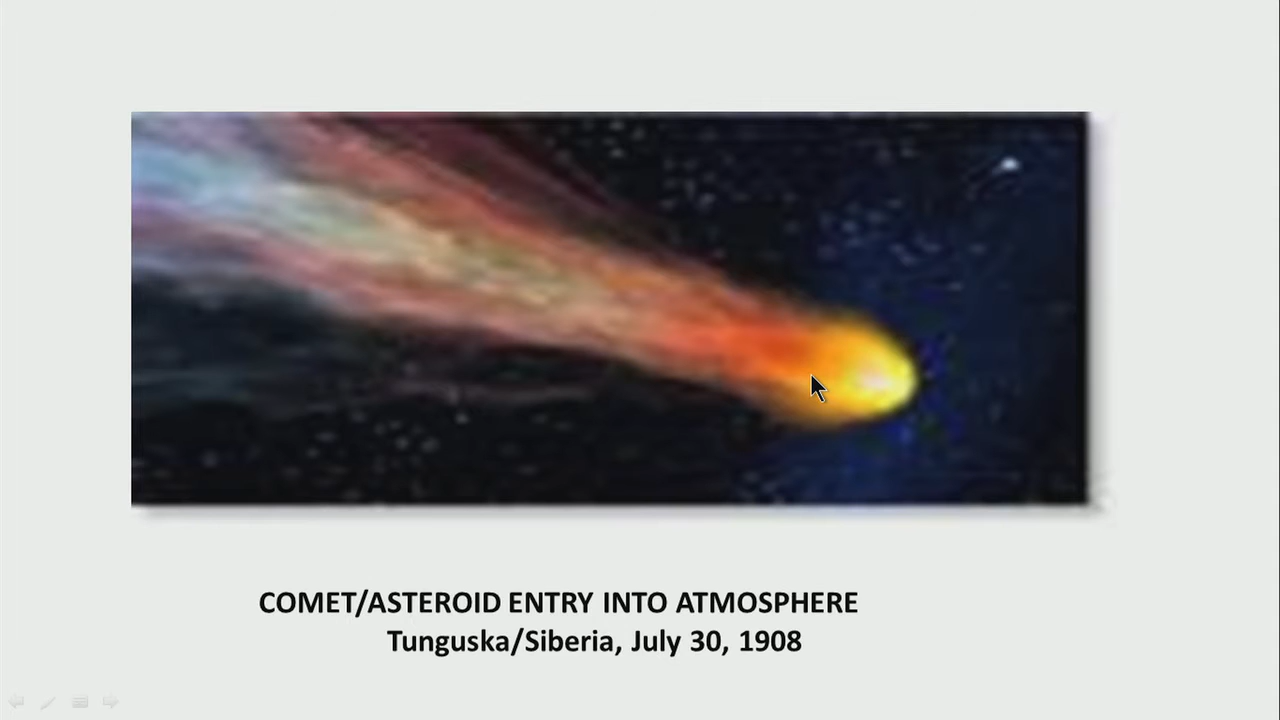 COMET/ASTEROID ENTRY INTO ATMOSPHERE
Tunguska/Siberia, July 30, 1908